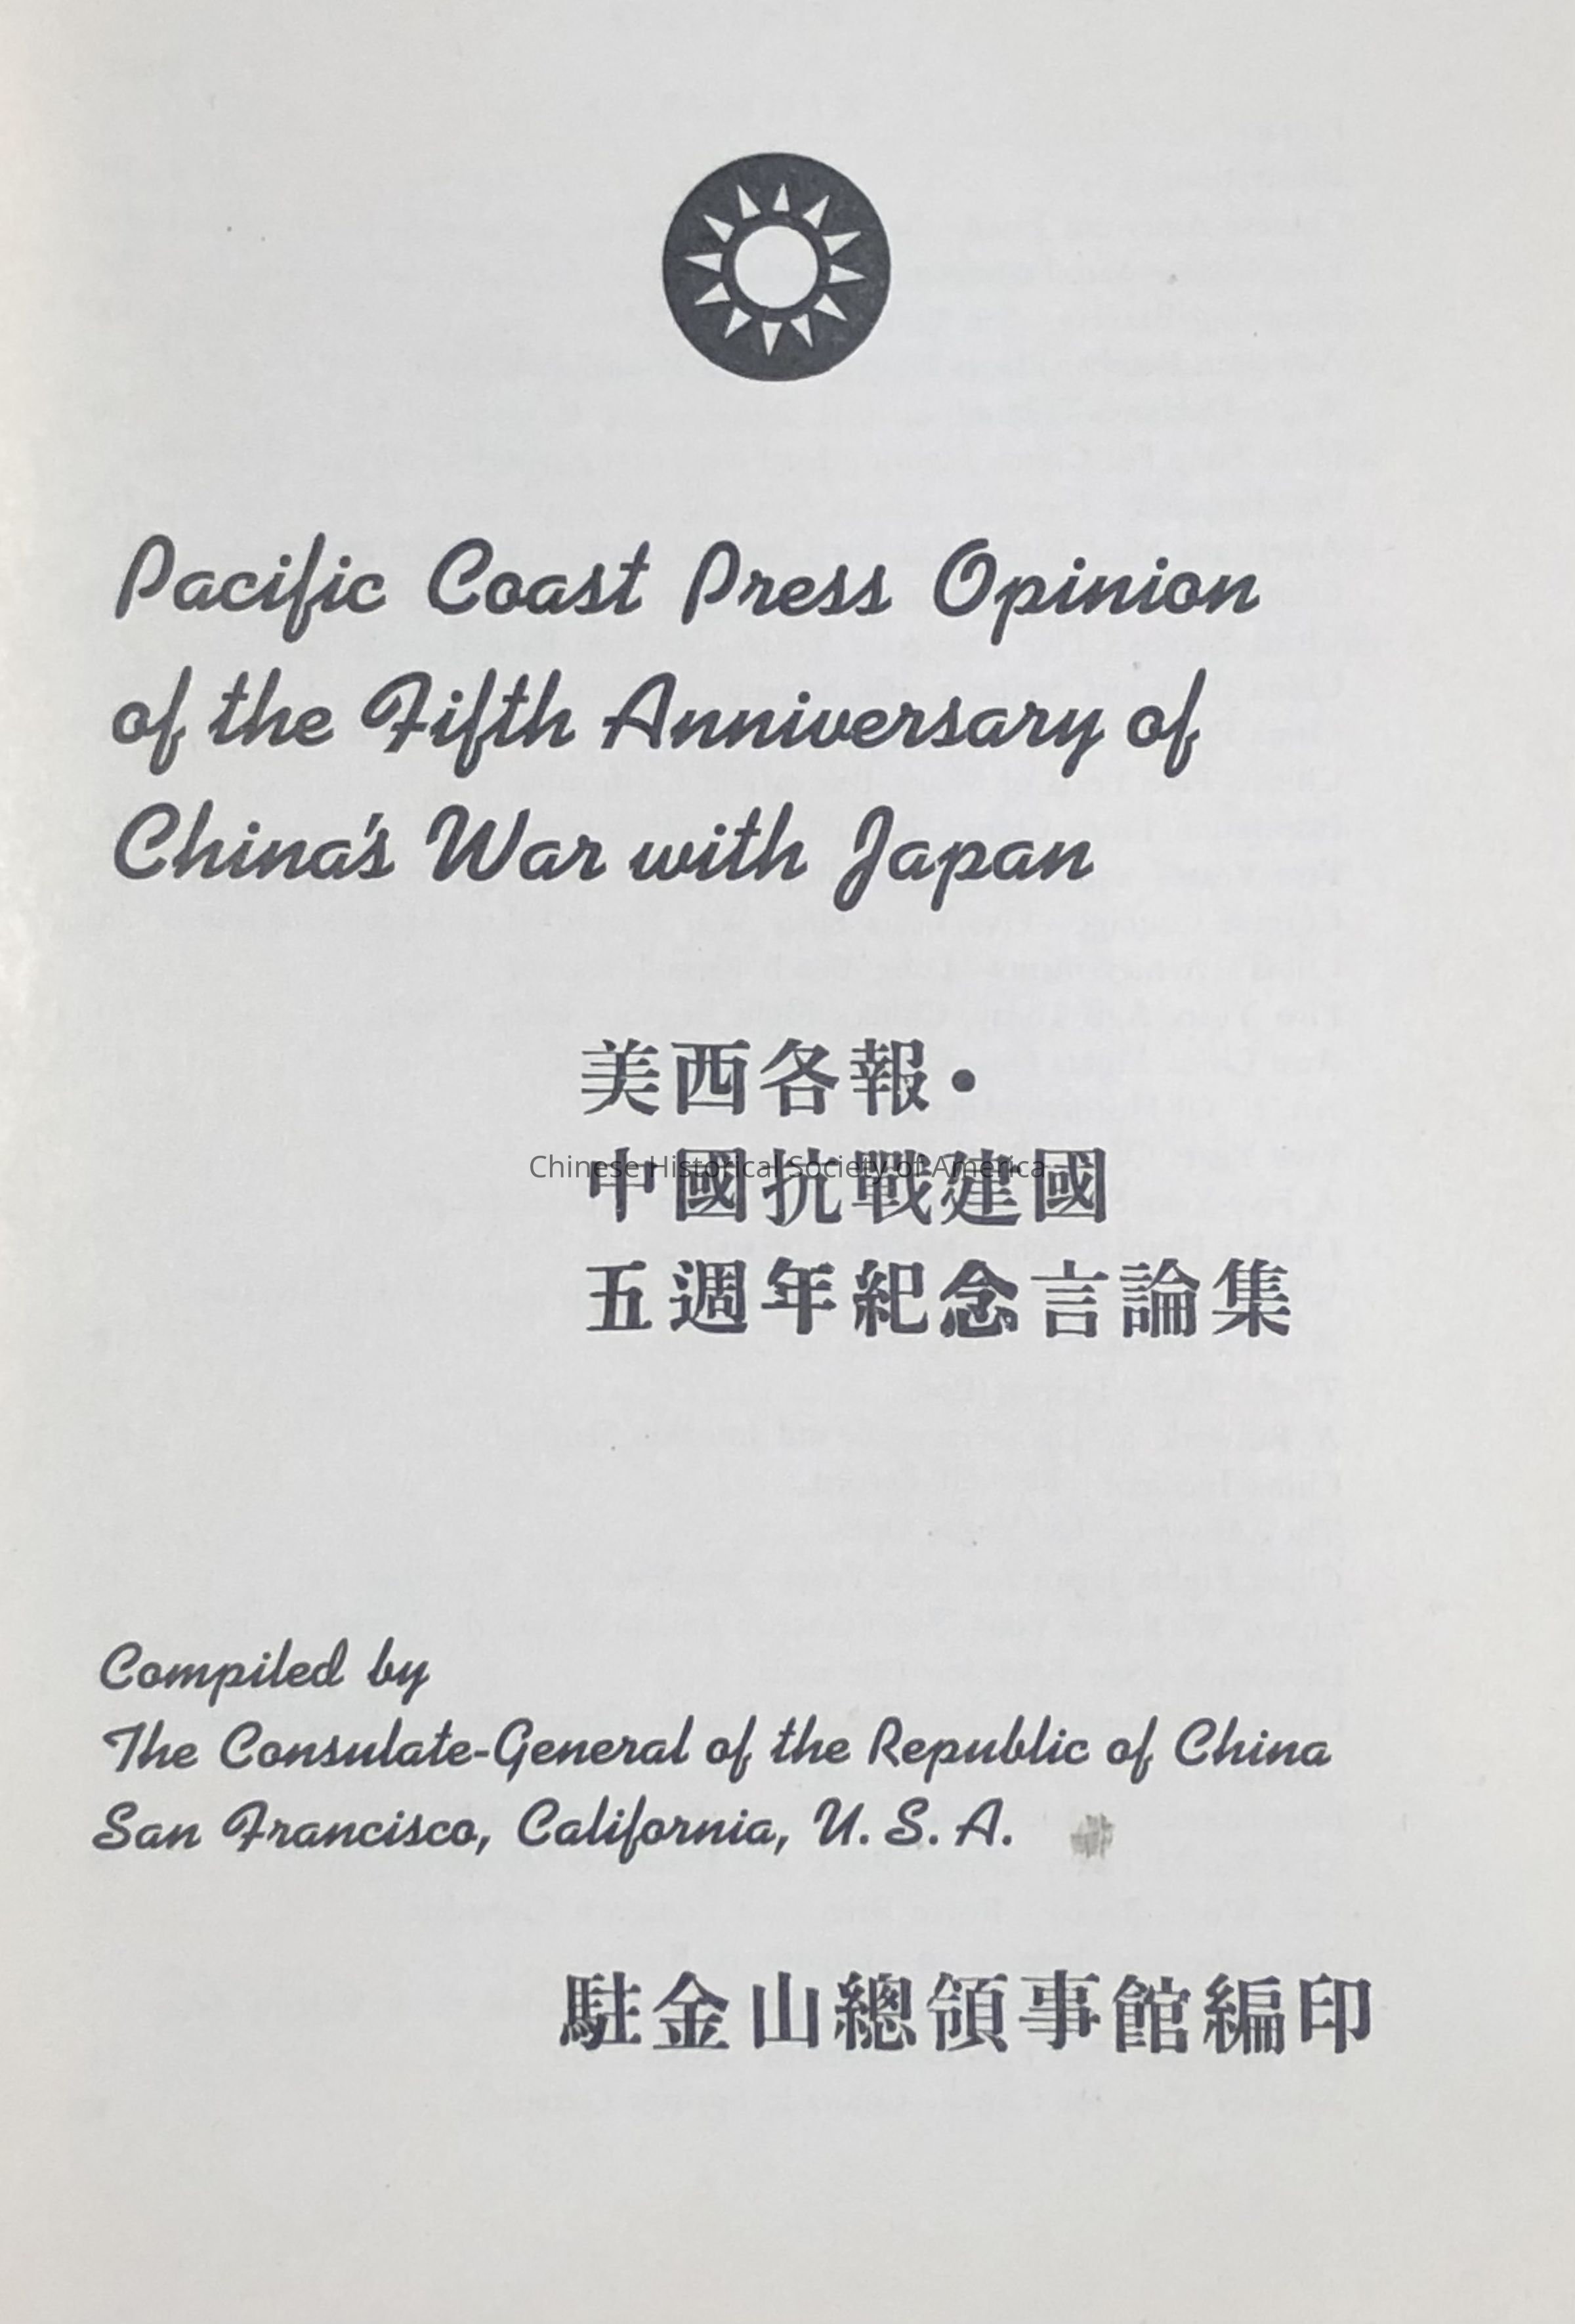 Pacific Coast Press Opinion
of the Fifth Anniversary of
China's War with Japan
美西各報•
中國抗戰建國
Chinese Historical Society of America
五週年紀念言論集
Compiled by
The Consulate-General of the Republic of China
San Francisco, California, U. S. A.
駐金山總領事館編印